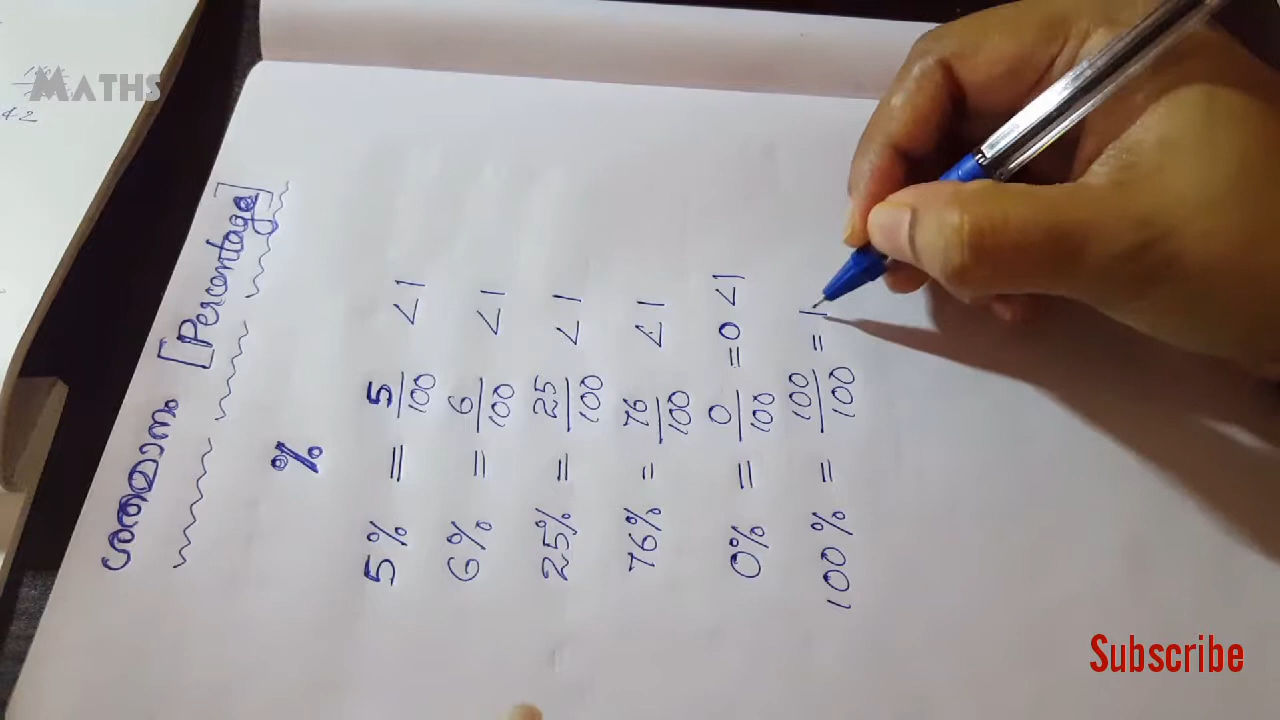 MATHS
42
ശതമാനം [Percentage]
%
5% = 5/100 < 1
6% = 6/100 < 1
25% = 25/100 < 1
76% = 76/100 < 1
0% = 0/100 = 0 < 1
100% = 100/100 = 1
Subscribe